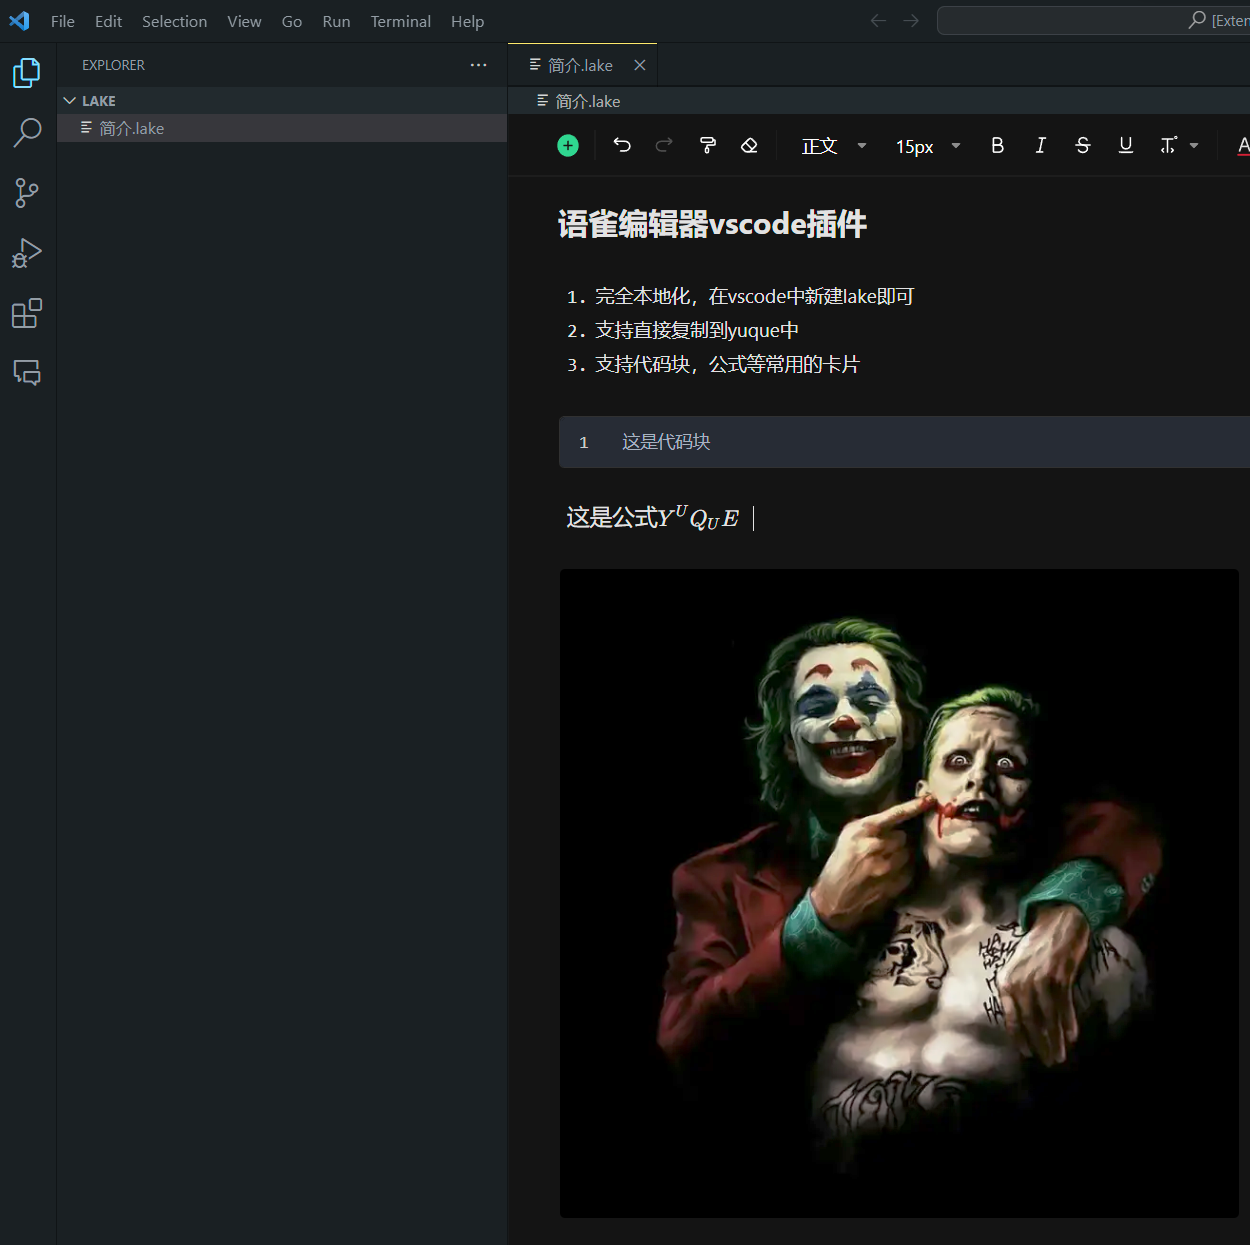 File Edit Selection View Go Run Terminal Help
[Exten
EXPLORER
简介.lake
LAKE
简介.lake
简介.lake
正文 15px B I S U A
语雀编辑器vscode插件
1. 完全本地化，在vscode中新建lake即可
2. 支持直接复制到yuque中
3. 支持代码块，公式等常用的卡片
1 这是代码块
这是公式Y^U Q_U E
HA